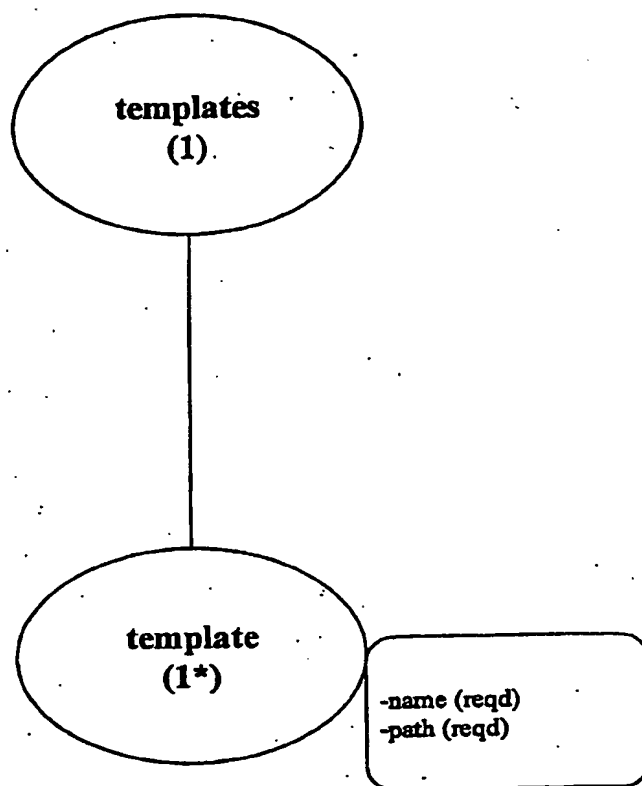 templates
(1)
template
(1*)
-name (reqd)
-path (reqd)